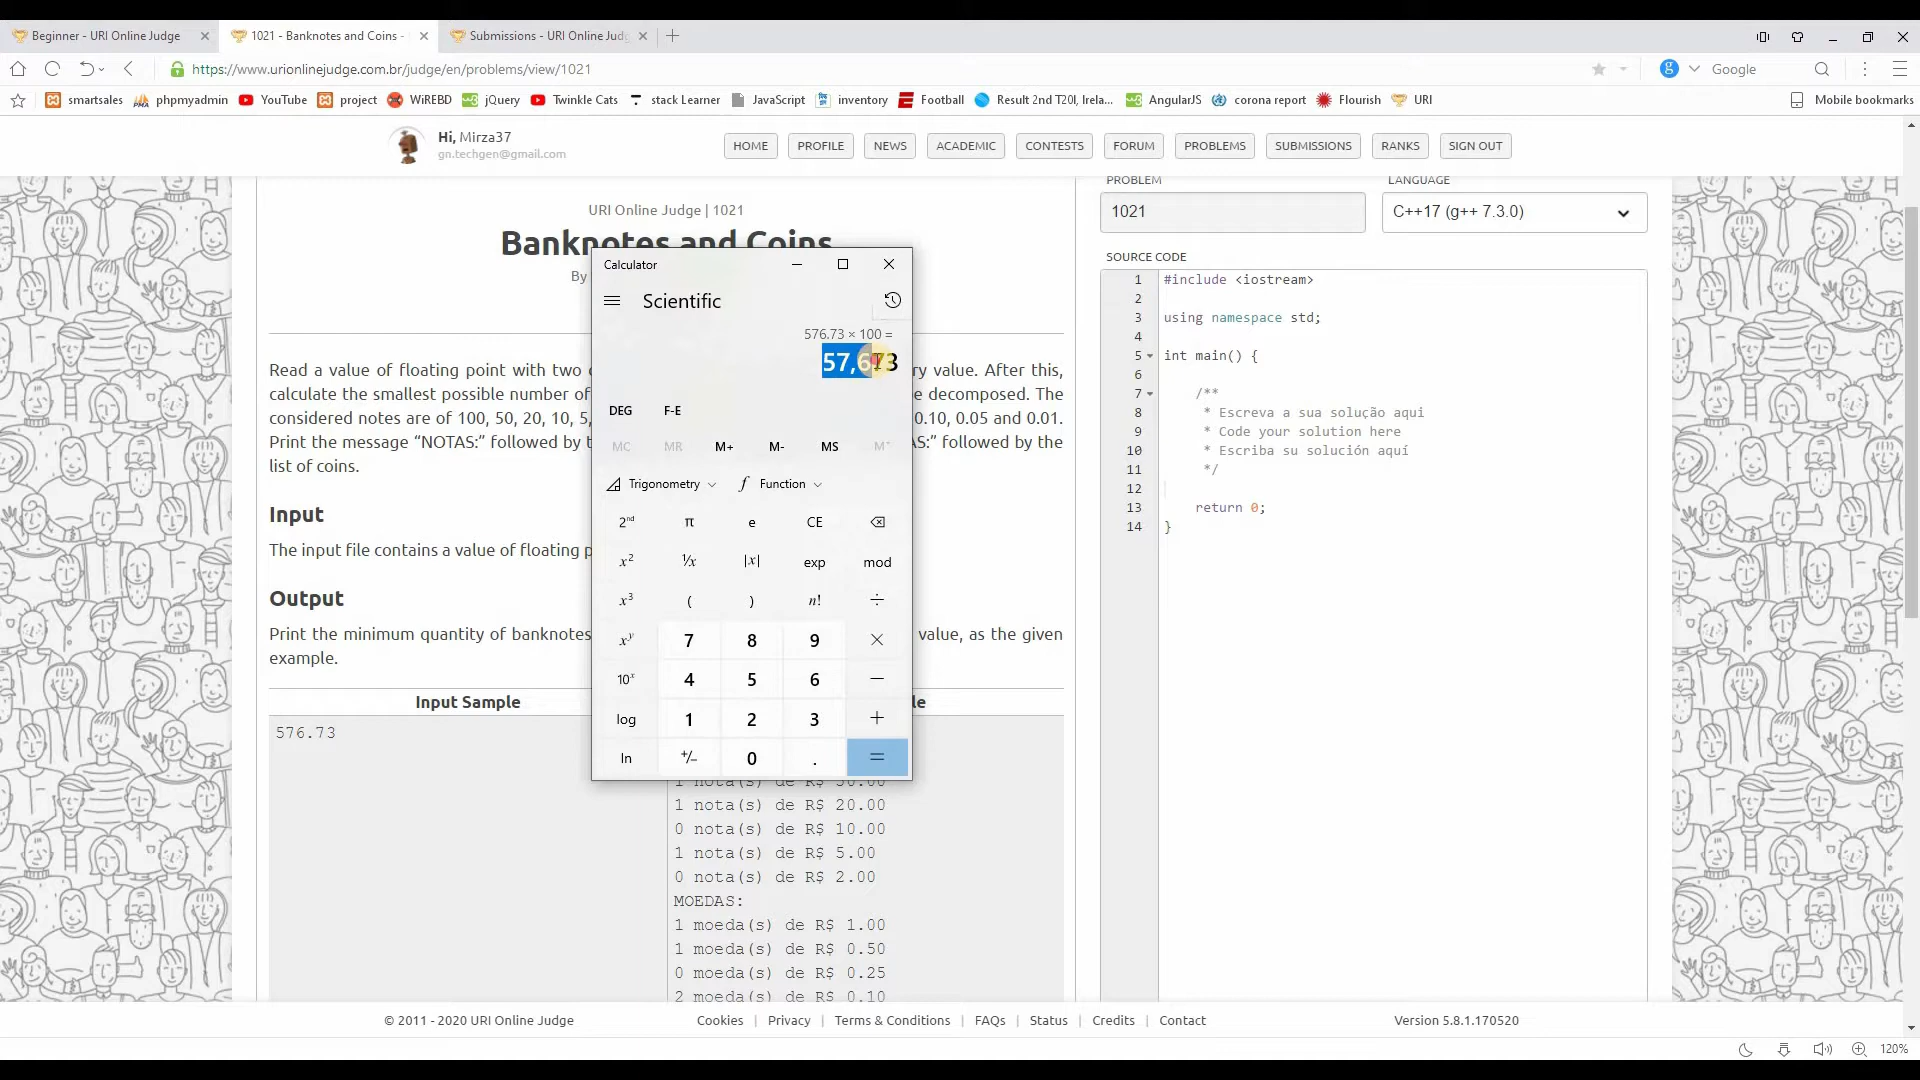 Beginner - URI Online Judge
1021 - Banknotes and Coins -
Submissions - URI Online Jud
https://www.urionlinejudge.com.br/judge/en/problems/view/1021
Google
smartsales
phpmyadmin
YouTube
project
WiREBD
jQuery
Twinkle Cats
stack Learner
JavaScript
inventory
Football
Result 2nd T20I, Irela...
AngularJS
corona report
Flourish
URI
Mobile bookmarks
Hi, Mirza37
gn.techgen@gmail.com
HOME
PROFILE
NEWS
ACADEMIC
CONTESTS
FORUM
PROBLEMS
SUBMISSIONS
RANKS
SIGN OUT
URI Online Judge | 1021
Banknotes and Coins
By
Read a value of floating point with two
ry value. After this,
calculate the smallest possible number of
e decomposed. The
considered notes are of 100, 50, 20, 10, 5,
0.10, 0.05 and 0.01.
Print the message “NOTAS:” followed by
AS:” followed by the
list of coins.
Input
The input file contains a value of floating
Output
Print the minimum quantity of banknotes
value, as the given
example.
Input Sample
576.73
1 nota(s) de R$ 50.00
1 nota(s) de R$ 20.00
0 nota(s) de R$ 10.00
1 nota(s) de R$ 5.00
0 nota(s) de R$ 2.00
MOEDAS:
1 moeda(s) de R$ 1.00
1 moeda(s) de R$ 0.50
0 moeda(s) de R$ 0.25
2 moeda(s) de R$ 0.10
Calculator
Scientific
576.73 × 100 =
57,673
DEG
F-E
MC
MR
M+
M-
MS
Trigonometry
f Function
2nd
π
e
CE
x2
1/x
|x|
exp
mod
x3
(
)
n!
÷
xy
7
8
9
×
10x
4
5
6
−
log
1
2
3
+
ln
+/−
0
.
=
PROBLEM
1021
LANGUAGE
C++17 (g++ 7.3.0)
SOURCE CODE
1 #include <iostream>
2
3 using namespace std;
4
5 int main() {
6
7 /**
8 * Escreva a sua solução aqui
9 * Code your solution here
10 * Escriba su solución aquí
11 */
12
13 return 0;
14 }
© 2011 - 2020 URI Online Judge
Cookies | Privacy | Terms & Conditions | FAQs | Status | Credits | Contact
Version 5.8.1.170520
120%